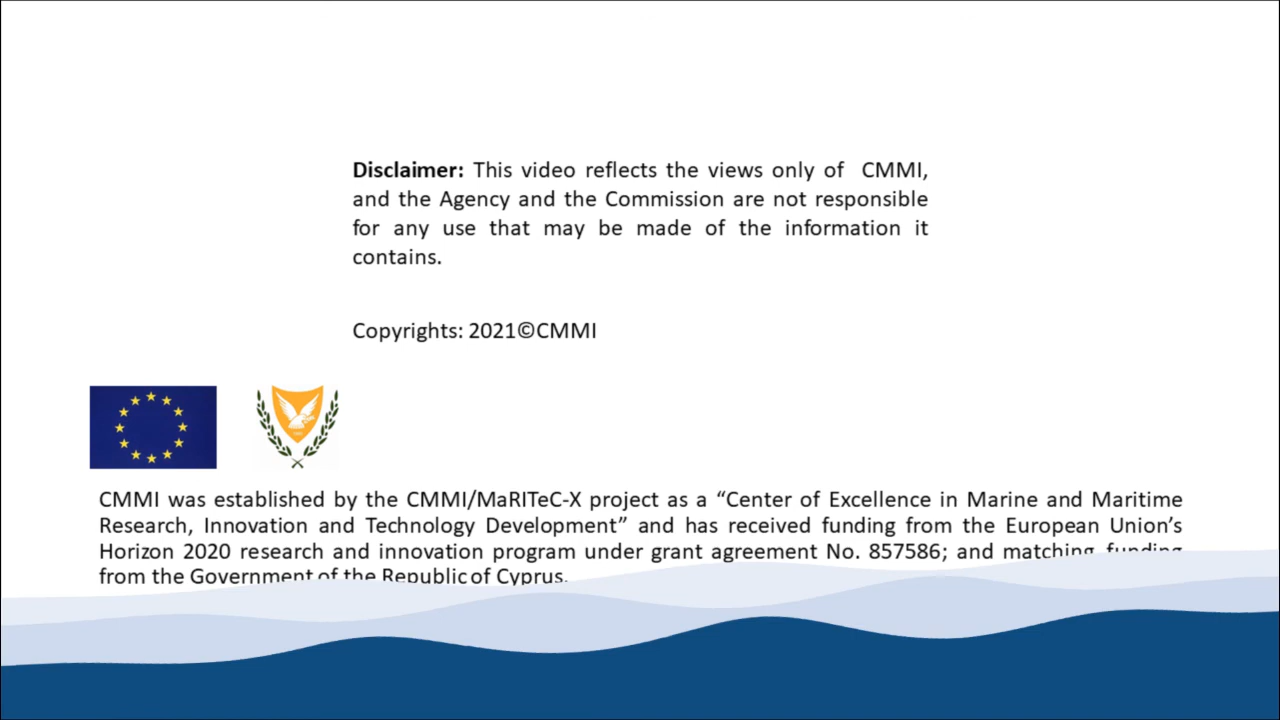 Disclaimer: This video reflects the views only of CMMI,
and the Agency and the Commission are not responsible
for any use that may be made of the information it
contains.
Copyrights: 2021©CMMI
CMMI was established by the CMMI/MaRITeC-X project as a “Center of Excellence in Marine and Maritime
Research, Innovation and Technology Development” and has received funding from the European Union’s
Horizon 2020 research and innovation program under grant agreement No. 857586; and matching funding
from the Government of the Republic of Cyprus.